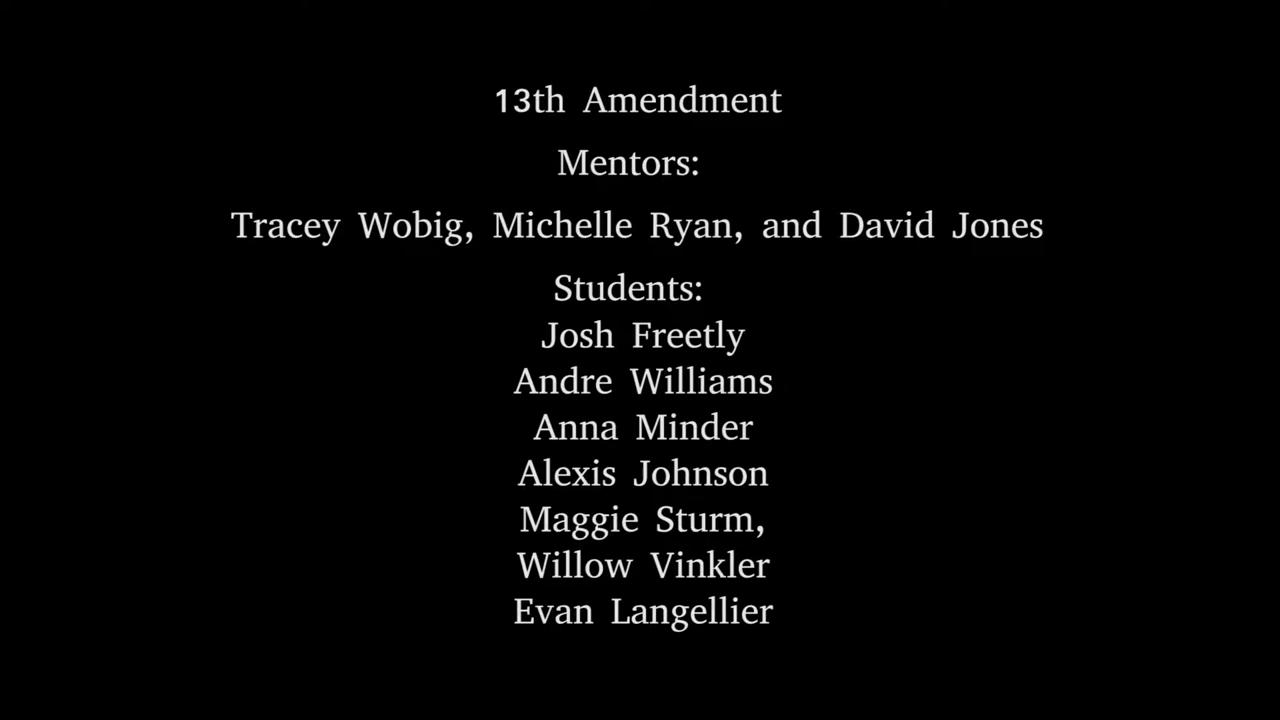 13th Amendment
Mentors:
Tracey Wobig, Michelle Ryan, and David Jones
Students:
Josh Freetly
Andre Williams
Anna Minder
Alexis Johnson
Maggie Sturm,
Willow Vinkler
Evan Langellier